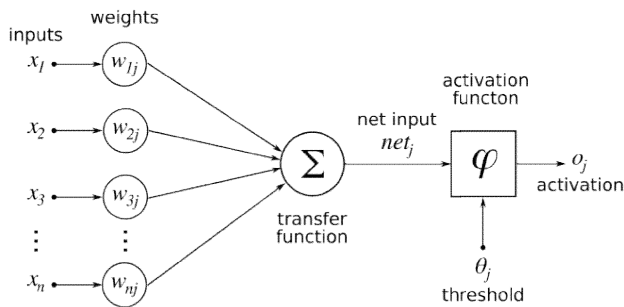 weights
inputs
x₁ w₁ⱼ
activation
functon
x₂ w₂ⱼ
net input
netⱼ
Σ
φ
oⱼ
activation
x₃ w₃ⱼ
transfer
function
⋮ ⋮
θⱼ
threshold
xₙ wₙⱼ